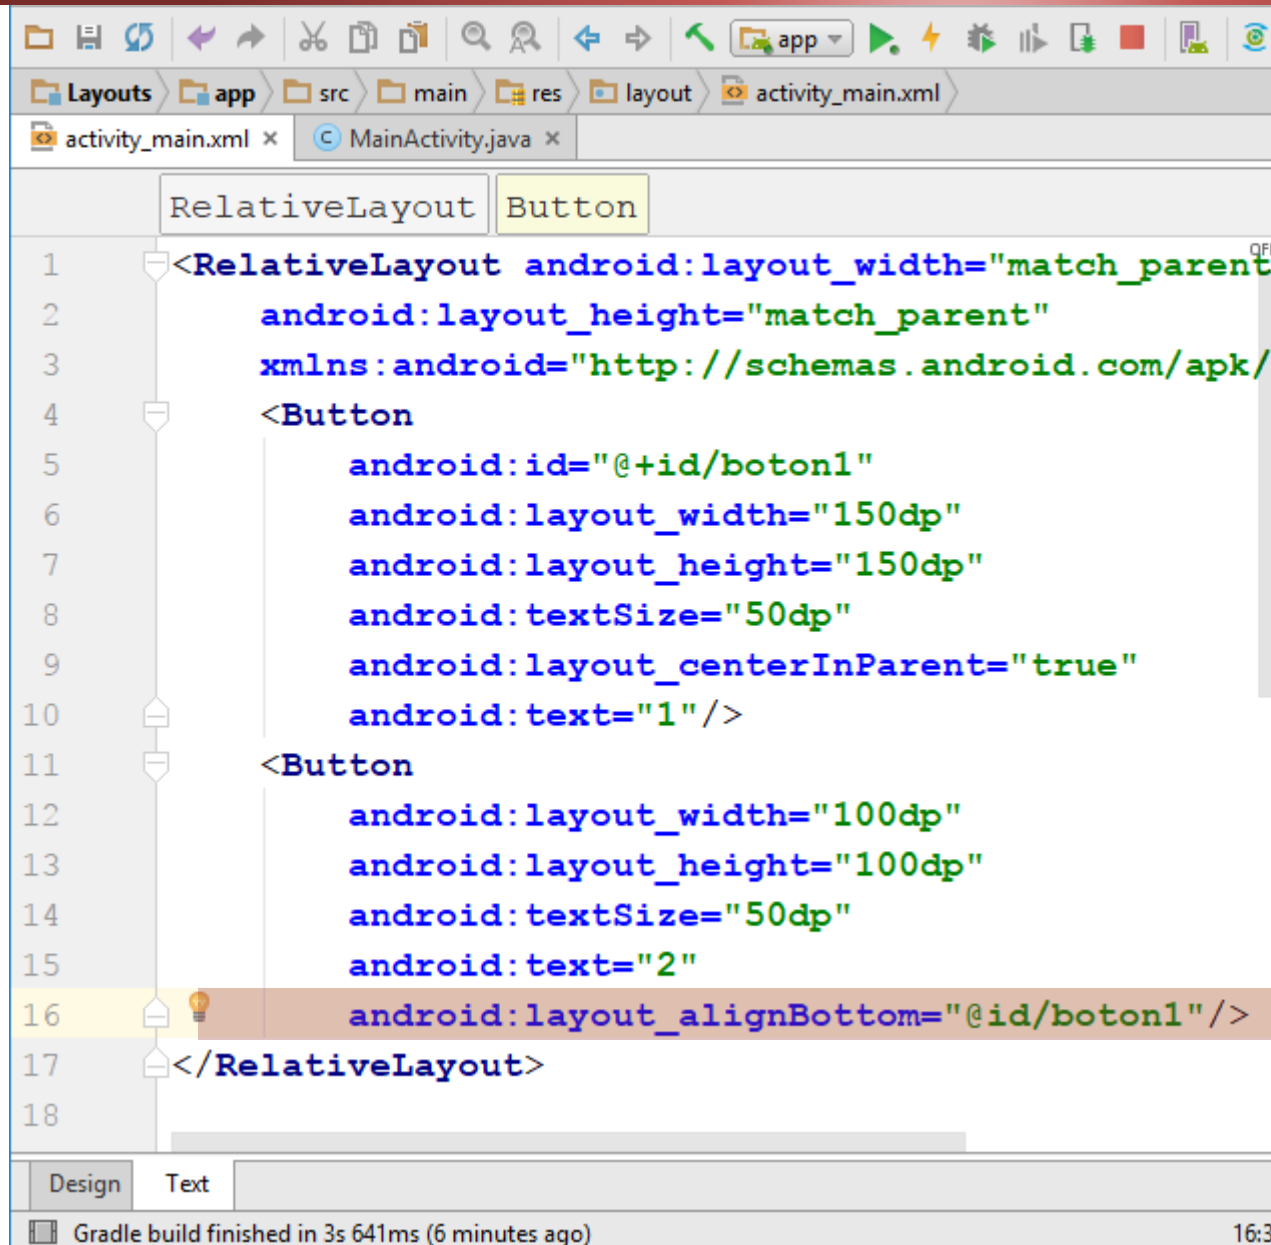 app
Layouts app src main res layout activity_main.xml
activity_main.xml MainActivity.java
RelativeLayout Button
1 <RelativeLayout android:layout_width="match_parent
2 android:layout_height="match_parent"
3 xmlns:android="http://schemas.android.com/apk/
4 <Button
5 android:id="@+id/boton1"
6 android:layout_width="150dp"
7 android:layout_height="150dp"
8 android:textSize="50dp"
9 android:layout_centerInParent="true"
10 android:text="1"/>
11 <Button
12 android:layout_width="100dp"
13 android:layout_height="100dp"
14 android:textSize="50dp"
15 android:text="2"
16 android:layout_alignBottom="@id/boton1"/>
17 </RelativeLayout>
18
Design Text
Gradle build finished in 3s 641ms (6 minutes ago) 16:3